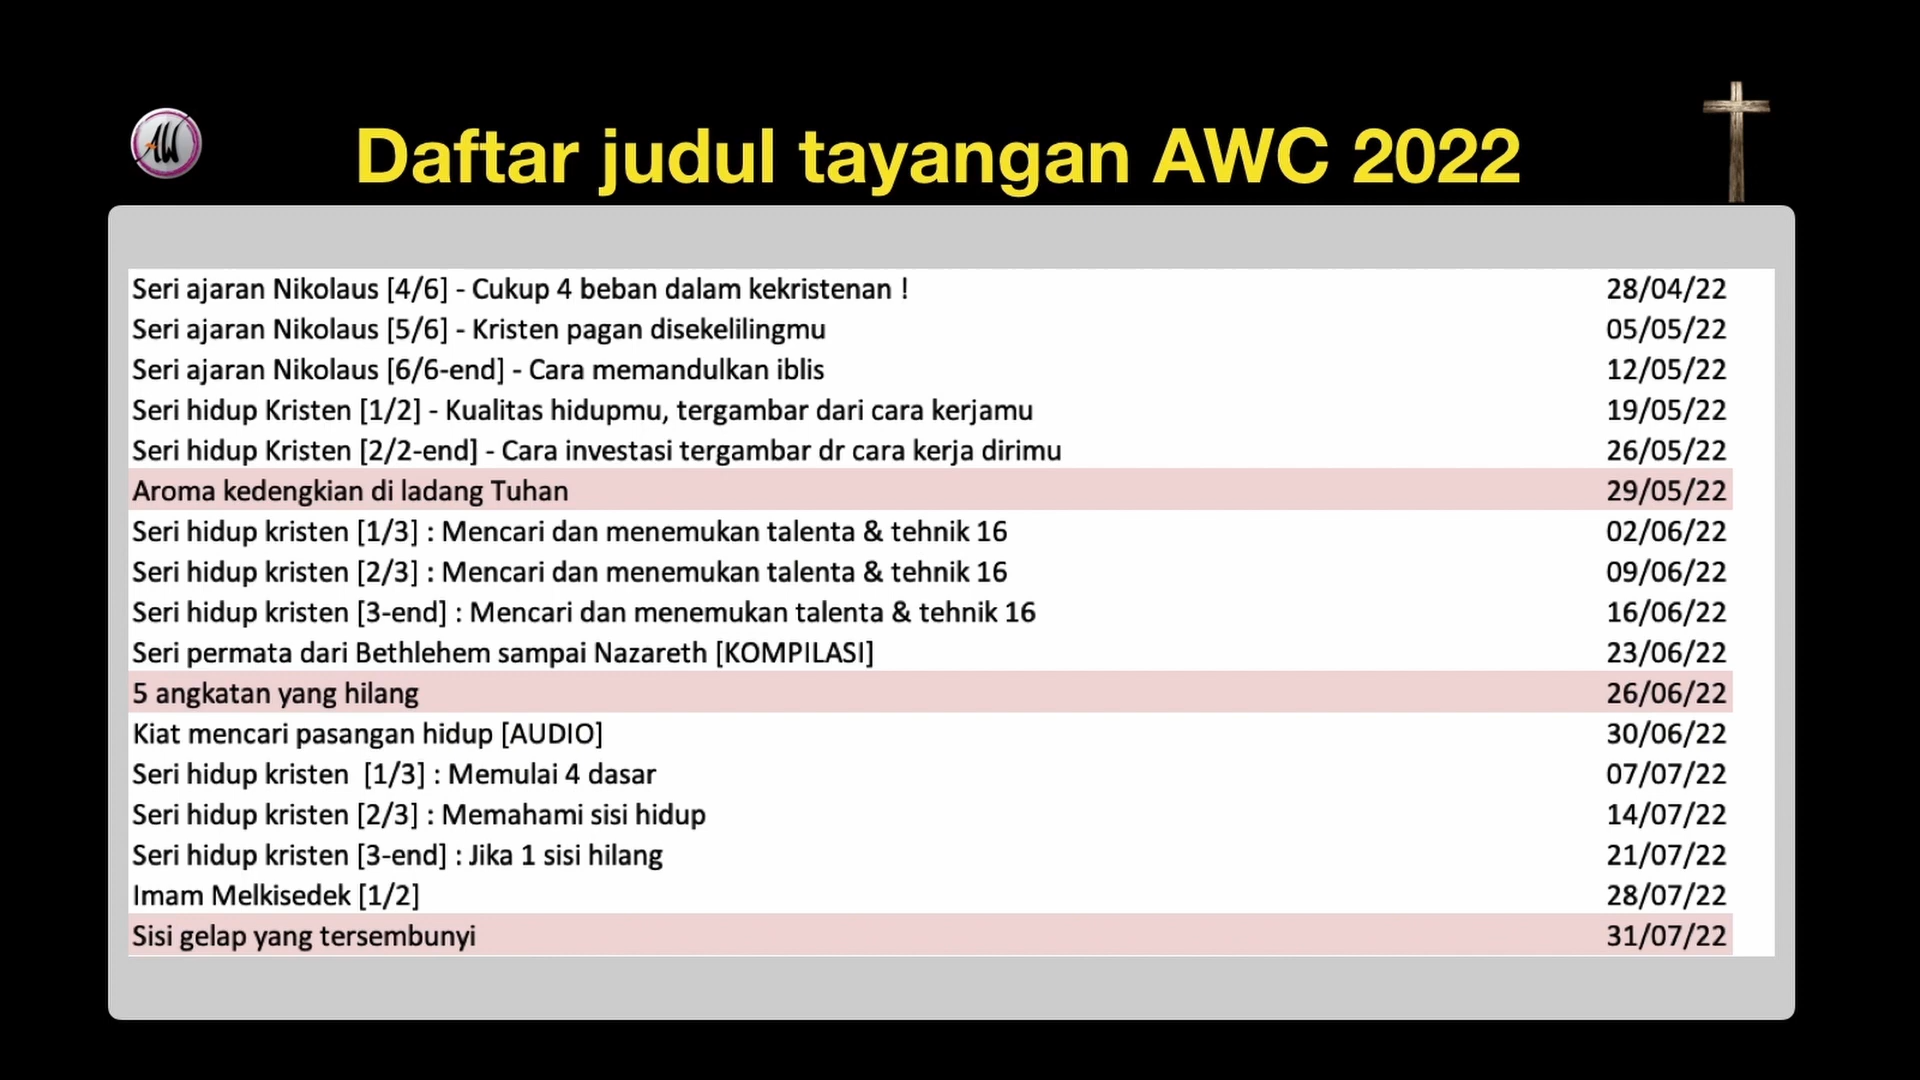 AW
Daftar judul tayangan AWC 2022
Seri ajaran Nikolaus [4/6] - Cukup 4 beban dalam kekristenan ! 28/04/22
Seri ajaran Nikolaus [5/6] - Kristen pagan disekelilingmu 05/05/22
Seri ajaran Nikolaus [6/6-end] - Cara memandulkan iblis 12/05/22
Seri hidup Kristen [1/2] - Kualitas hidupmu, tergambar dari cara kerjamu 19/05/22
Seri hidup Kristen [2/2-end] - Cara investasi tergambar dr cara kerja dirimu 26/05/22
Aroma kedengkian di ladang Tuhan 29/05/22
Seri hidup kristen [1/3] : Mencari dan menemukan talenta & tehnik 16 02/06/22
Seri hidup kristen [2/3] : Mencari dan menemukan talenta & tehnik 16 09/06/22
Seri hidup kristen [3-end] : Mencari dan menemukan talenta & tehnik 16 16/06/22
Seri permata dari Bethlehem sampai Nazareth [KOMPILASI] 23/06/22
5 angkatan yang hilang 26/06/22
Kiat mencari pasangan hidup [AUDIO] 30/06/22
Seri hidup kristen  [1/3] : Memulai 4 dasar 07/07/22
Seri hidup kristen [2/3] : Memahami sisi hidup 14/07/22
Seri hidup kristen [3-end] : Jika 1 sisi hilang 21/07/22
Imam Melkisedek [1/2] 28/07/22
Sisi gelap yang tersembunyi 31/07/22